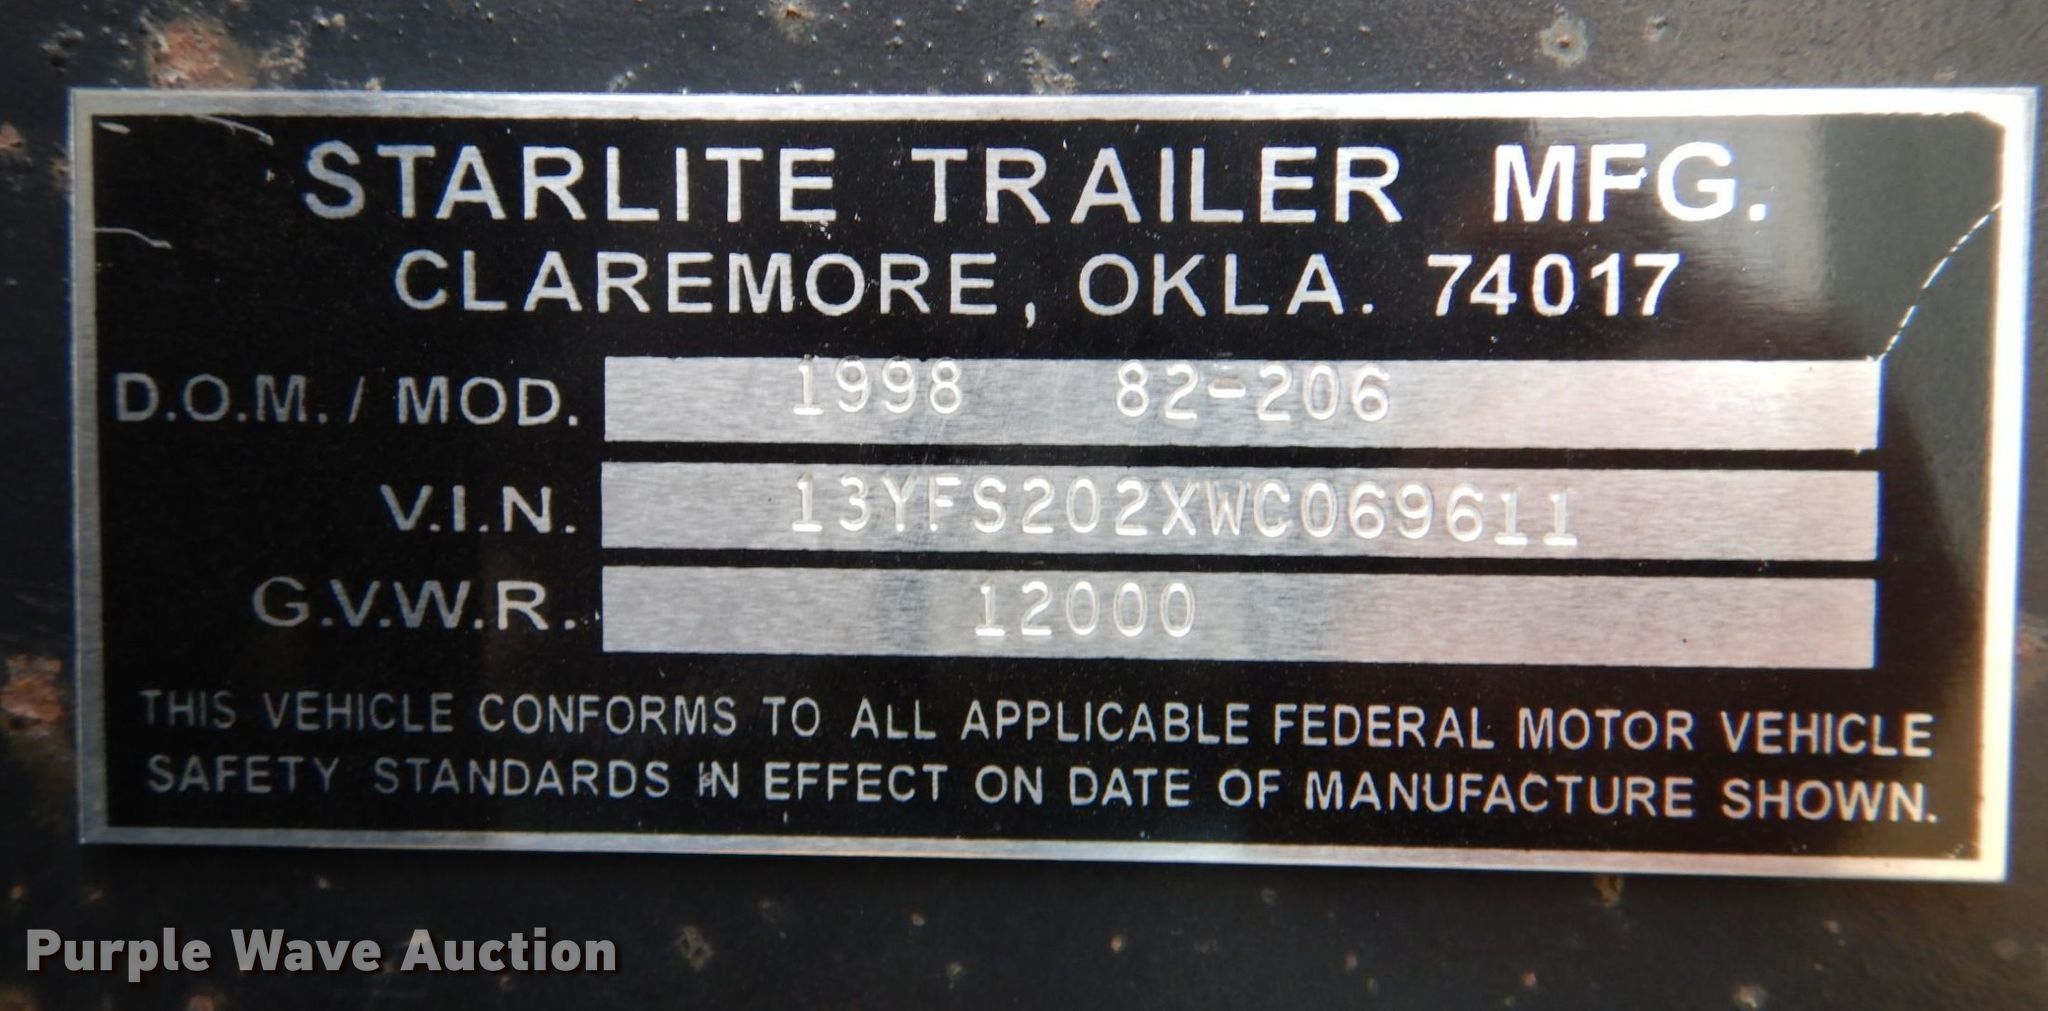 STARLITE TRAILER MFG.
CLAREMORE, OKLA. 74017
D.O.M. / MOD. 1998 82-206
V.I.N. 13YFS202XWC069611
G.V.W.R. 12000
THIS VEHICLE CONFORMS TO ALL APPLICABLE FEDERAL MOTOR VEHICLE
SAFETY STANDARDS IN EFFECT ON DATE OF MANUFACTURE SHOWN.
Purple Wave Auction